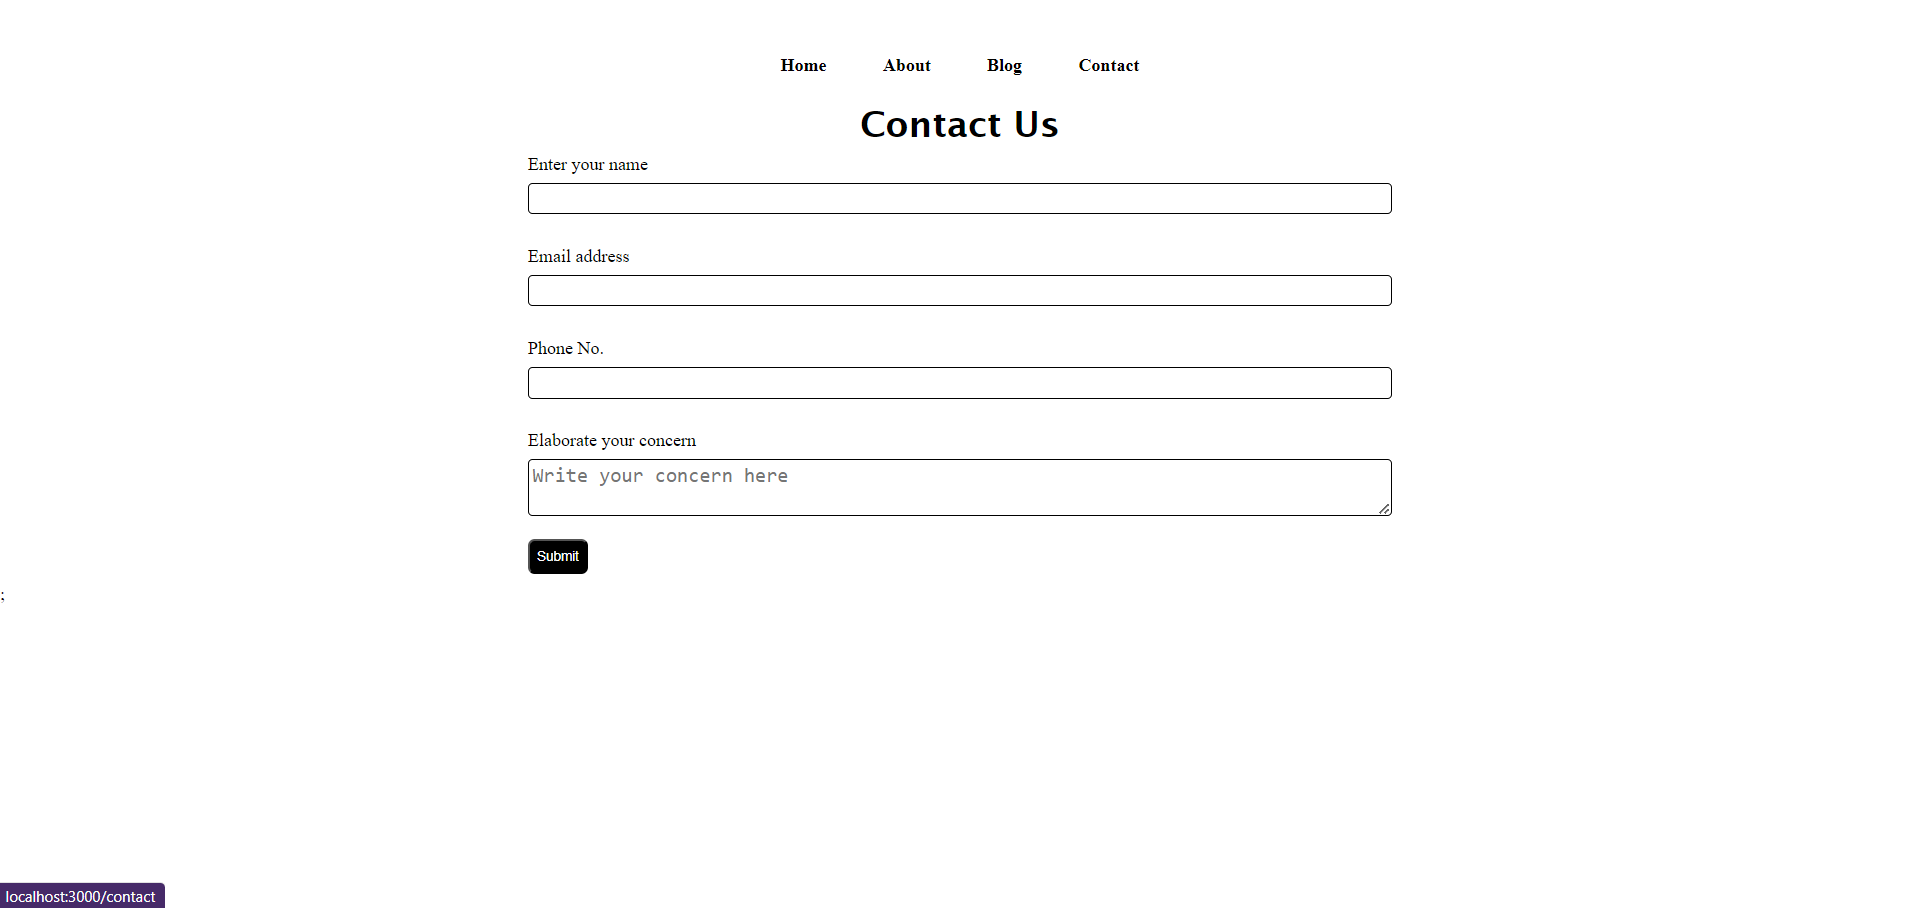 Home About Blog Contact
Contact Us
Enter your name
Email address
Phone No.
Elaborate your concern
Write your concern here
Submit
;
localhost:3000/contact